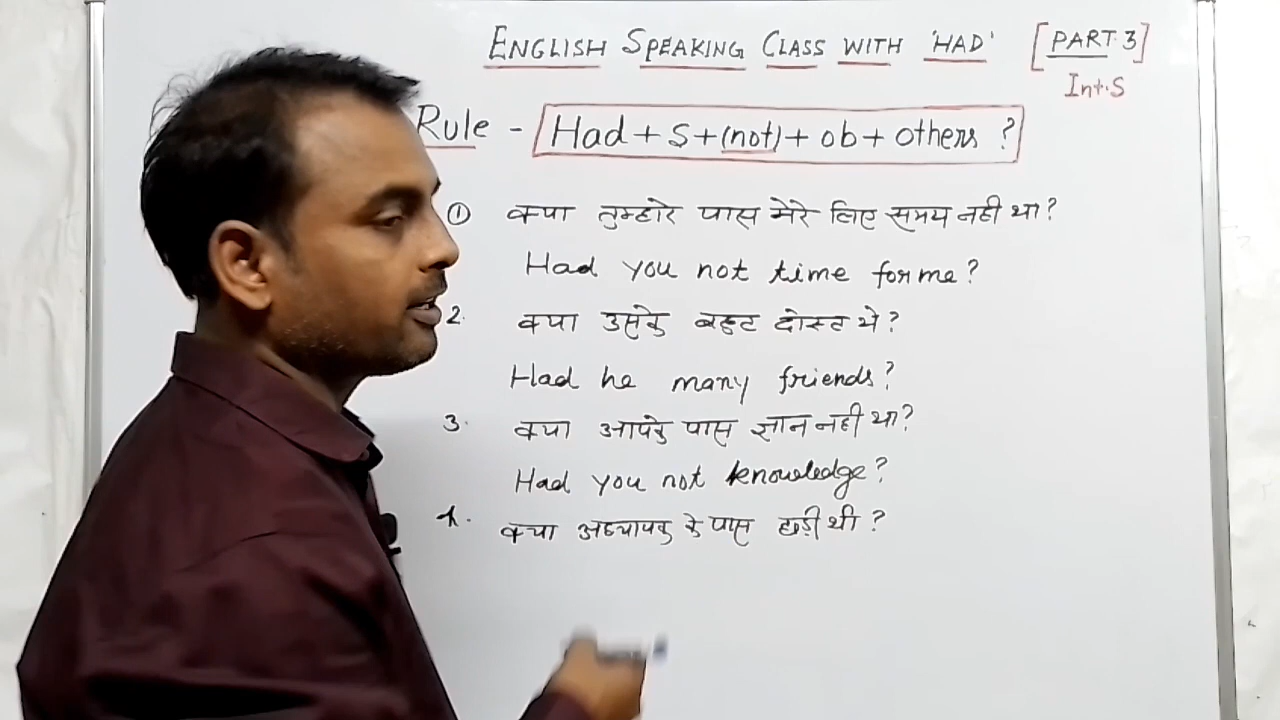 ENGLISH SPEAKING CLASS WITH 'HAD' [PART 3]
Int. S
Rule - Had + S + (not) + ob + others ?
① क्या तुम्हारे पास मेरे लिए समय नही था?
Had you not time for me?
2. क्या उसके बहुट दोस्ट थे?
Had he many friends?
3. क्या आपके पास ज्ञान नही था?
Had you not knowledge?
4. क्या अध्यापक के पास छड़ी थी?